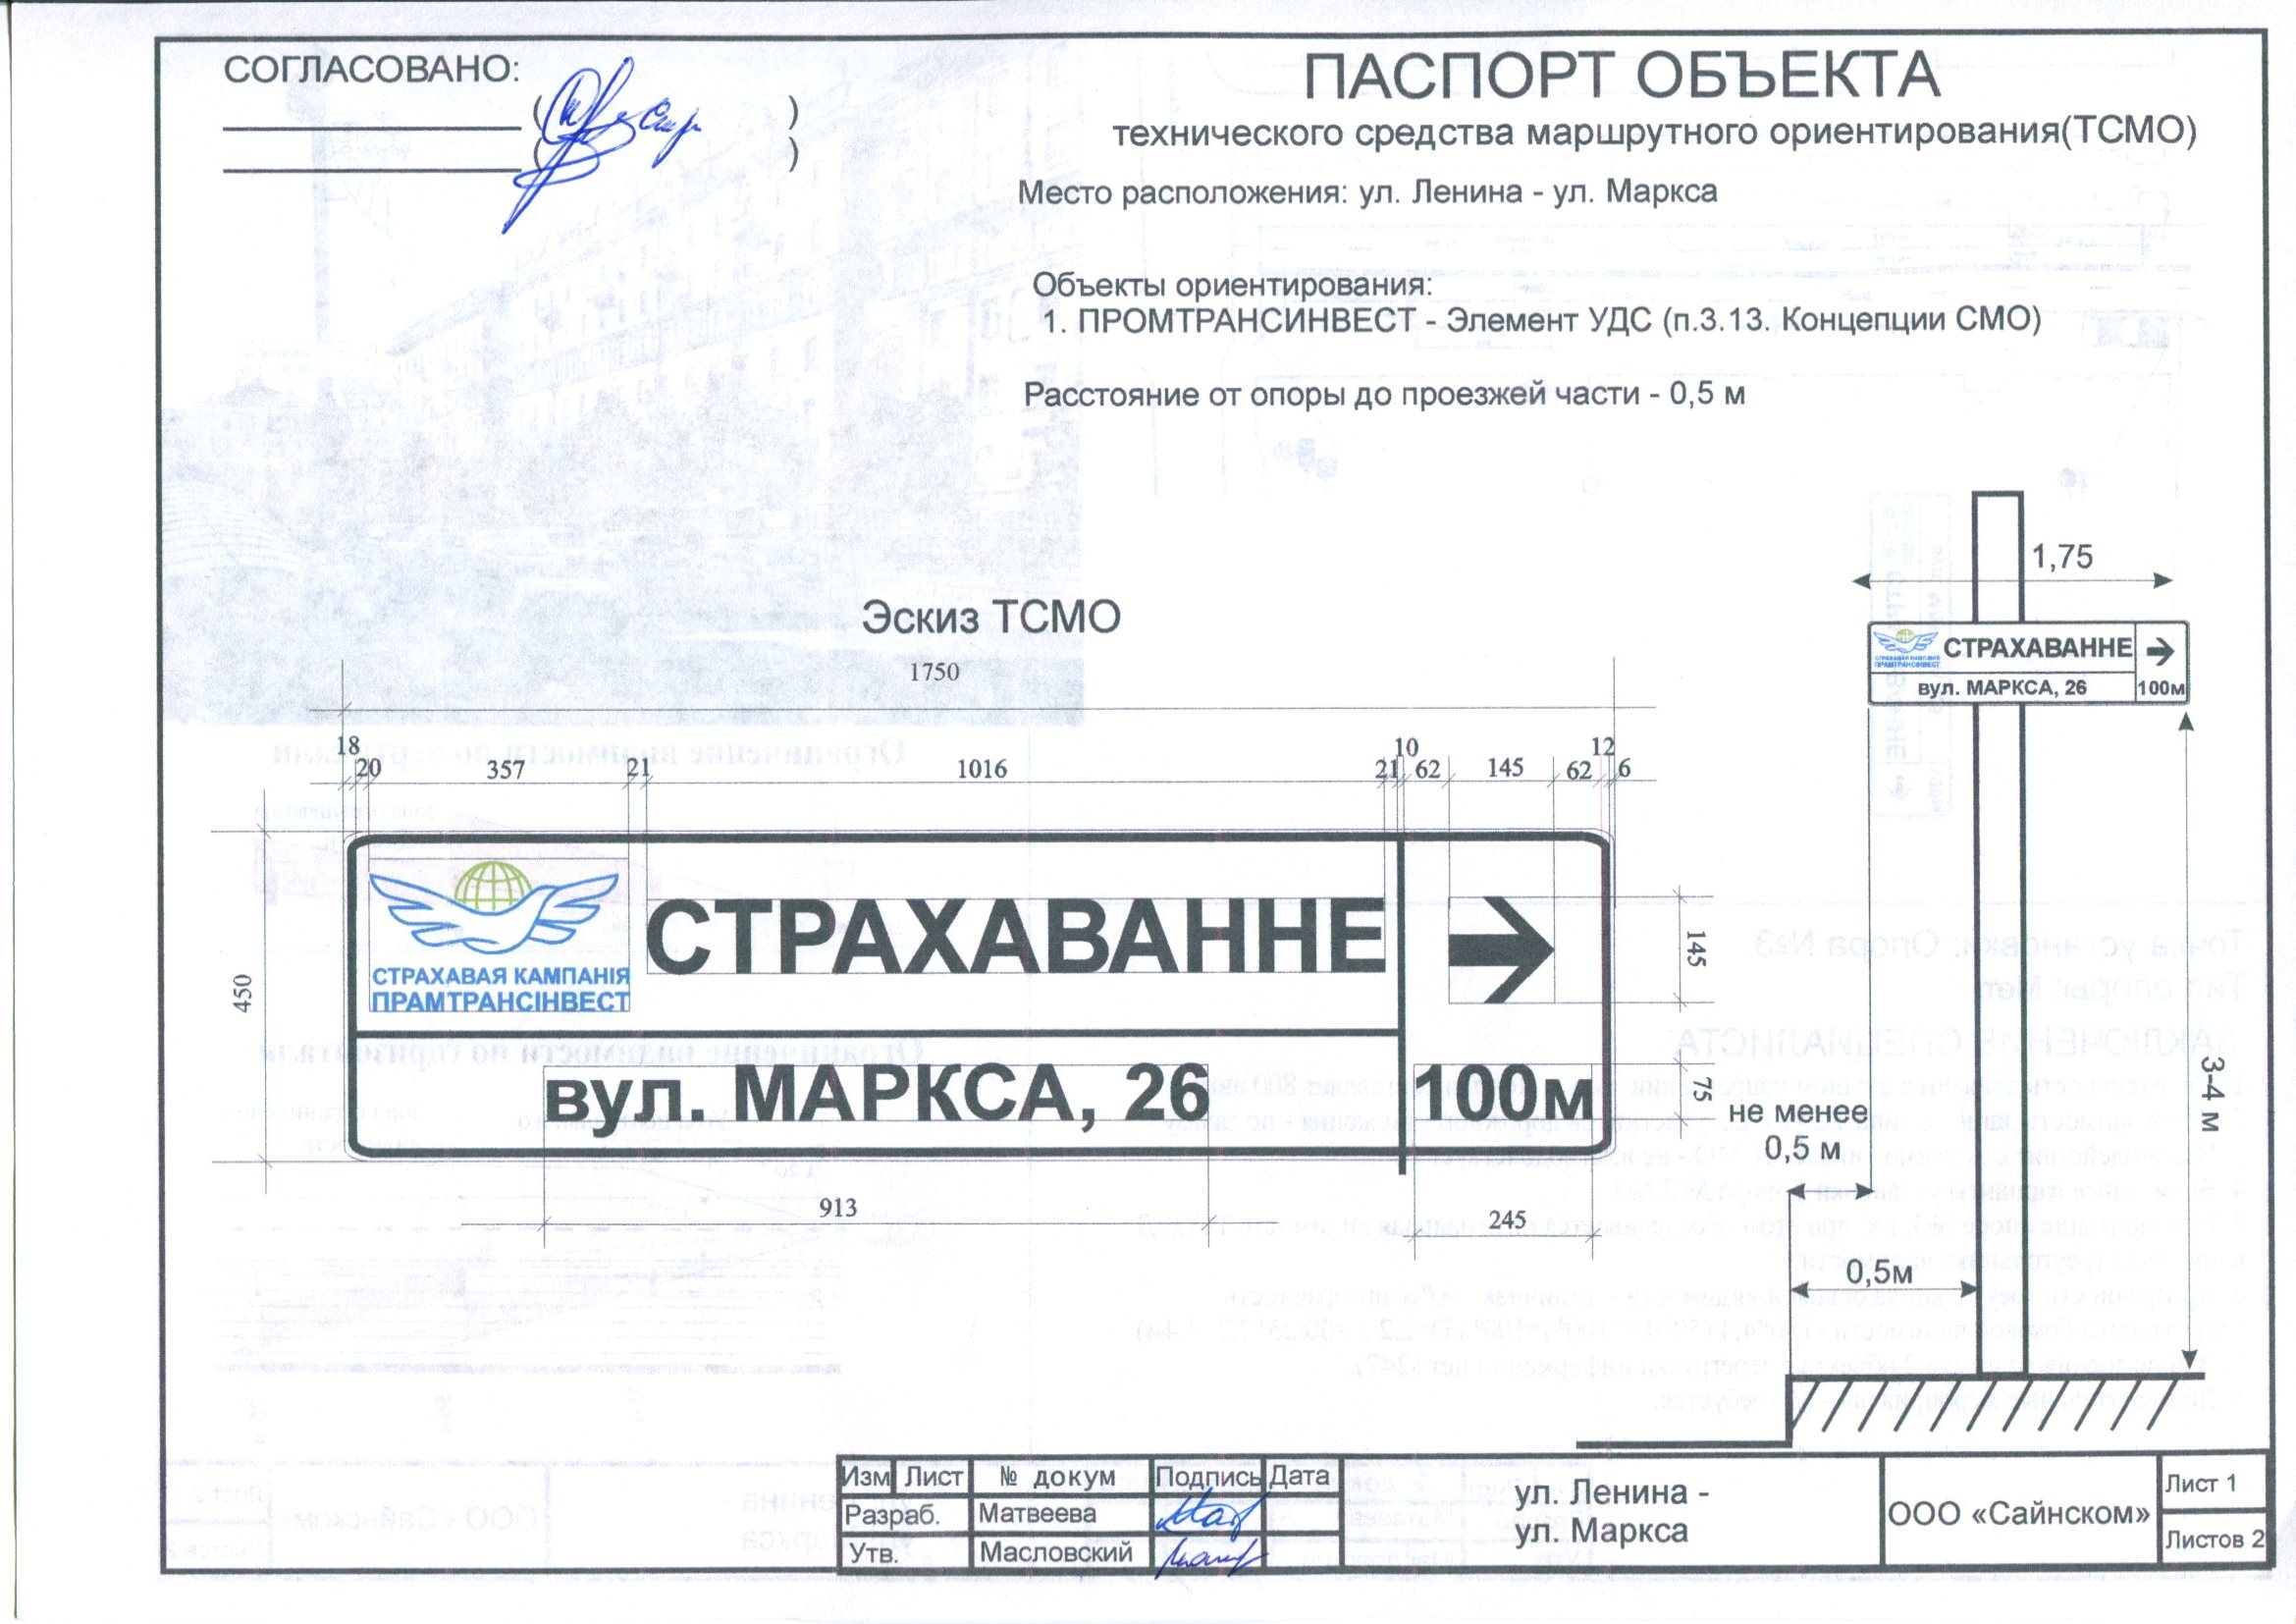 СОГЛАСОВАНО:
ПАСПОРТ ОБЪЕКТА
технического средства маршрутного ориентирования(ТСМО)
Место расположения: ул. Ленина - ул. Маркса
Объекты ориентирования:
1. ПРОМТРАНСИНВЕСТ - Элемент УДС (п.3.13. Концепции СМО)
Расстояние от опоры до проезжей части - 0,5 м
Эскиз ТСМО
1750
18 10 12
20 357 21 1016 21 62 145 62 6
450
СТРАХАВАЯ КАМПАНІЯ
ПРАМТРАНСІНВЕСТ
СТРАХАВАННЕ
145
вул. МАРКСА, 26
100м
75
913
245
1,75
СТРАХАВАЯ КАМПАНІЯ
ПРАМТРАНСІНВЕСТ
СТРАХАВАННЕ
вул. МАРКСА, 26
100м
3-4 м
не менее
0,5 м
0,5м
Изм Лист № докум Подпись Дата
Разраб. Матвеева
Утв. Масловский
ул. Ленина -
ул. Маркса
ООО «Сайнском»
Лист 1
Листов 2